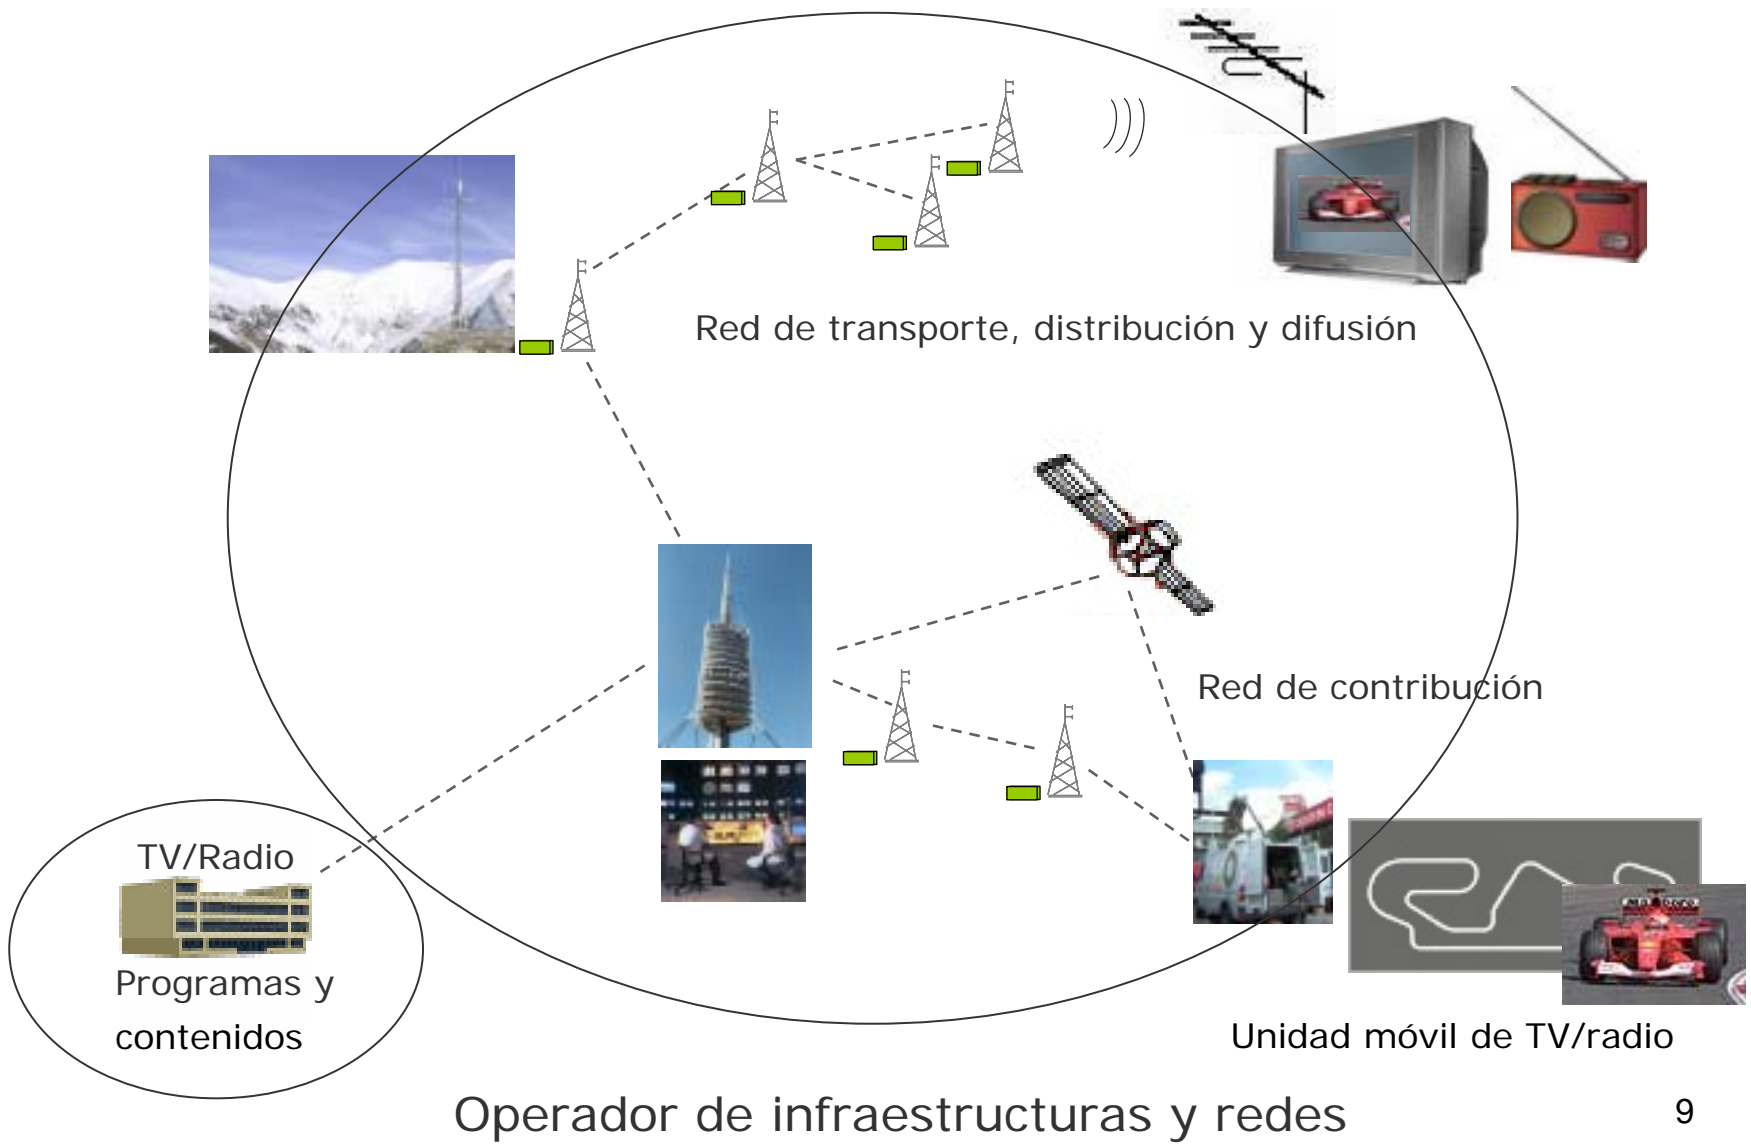 Red de transporte, distribución y difusión
Red de contribución
TV/Radio
Programas y
contenidos
Unidad móvil de TV/radio
Operador de infraestructuras y redes
9